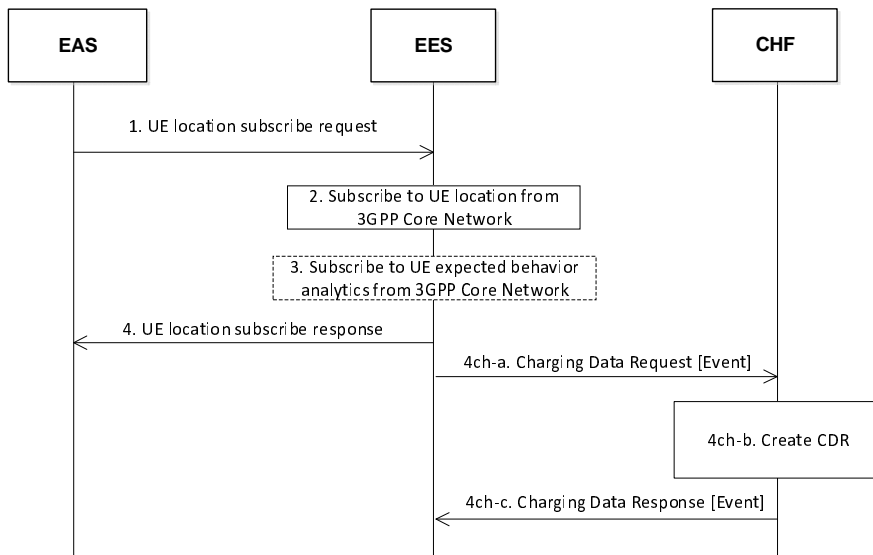 EAS
EES
CHF
1. UE location subscribe request
2. Subscribe to UE location from
3GPP Core Network
3. Subscribe to UE expected behavior
analytics from 3GPP Core Network
4. UE location subscribe response
4ch-a. Charging Data Request [Event]
4ch-b. Create CDR
4ch-c. Charging Data Response [Event]